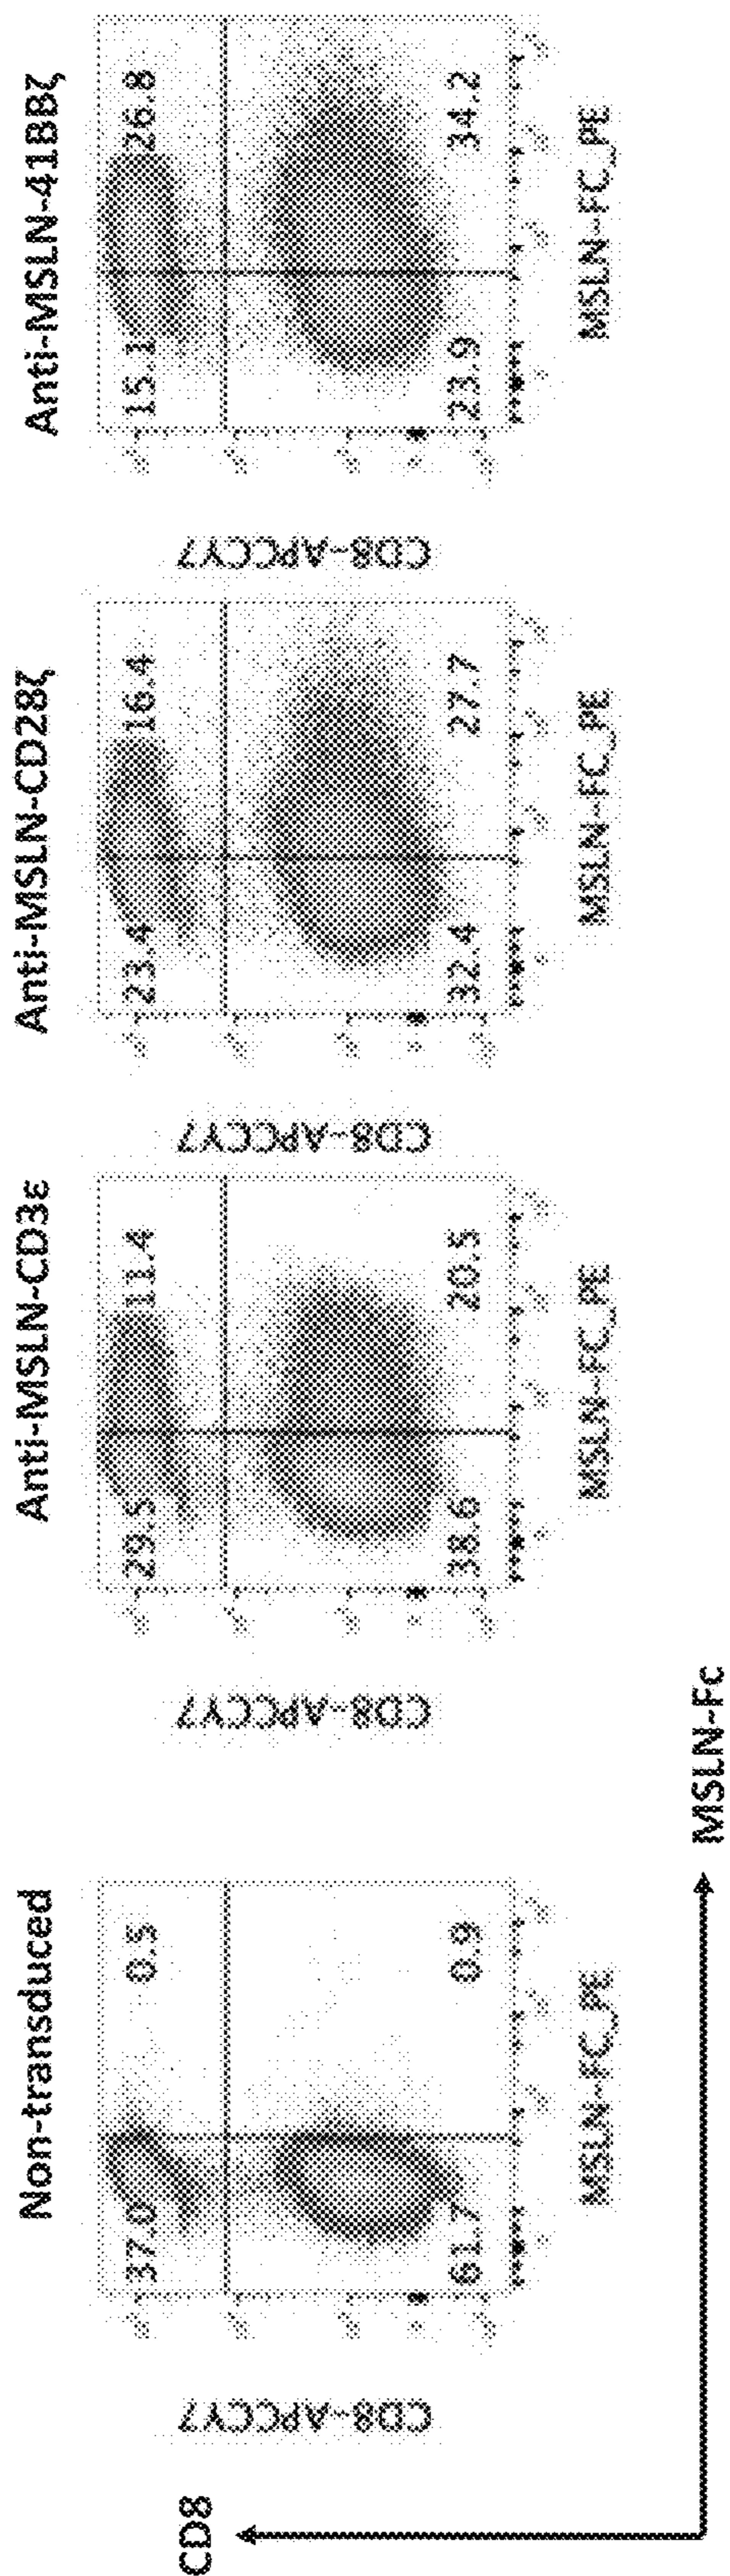 Non-transduced
37.0 0.5
61.7 0.9
CD8-APCCY7
MSLN-FC_PE
Anti-MSLN-CD3ε
29.5 11.4
38.6 20.5
CD8-APCCY7
MSLN-FC_PE
Anti-MSLN-CD28ζ
23.4 16.4
32.4 27.7
CD8-APCCY7
MSLN-FC_PE
Anti-MSLN-41BBζ
15.1 26.8
23.9 34.2
CD8-APCCY7
MSLN-FC_PE
CD8
MSLN-Fc